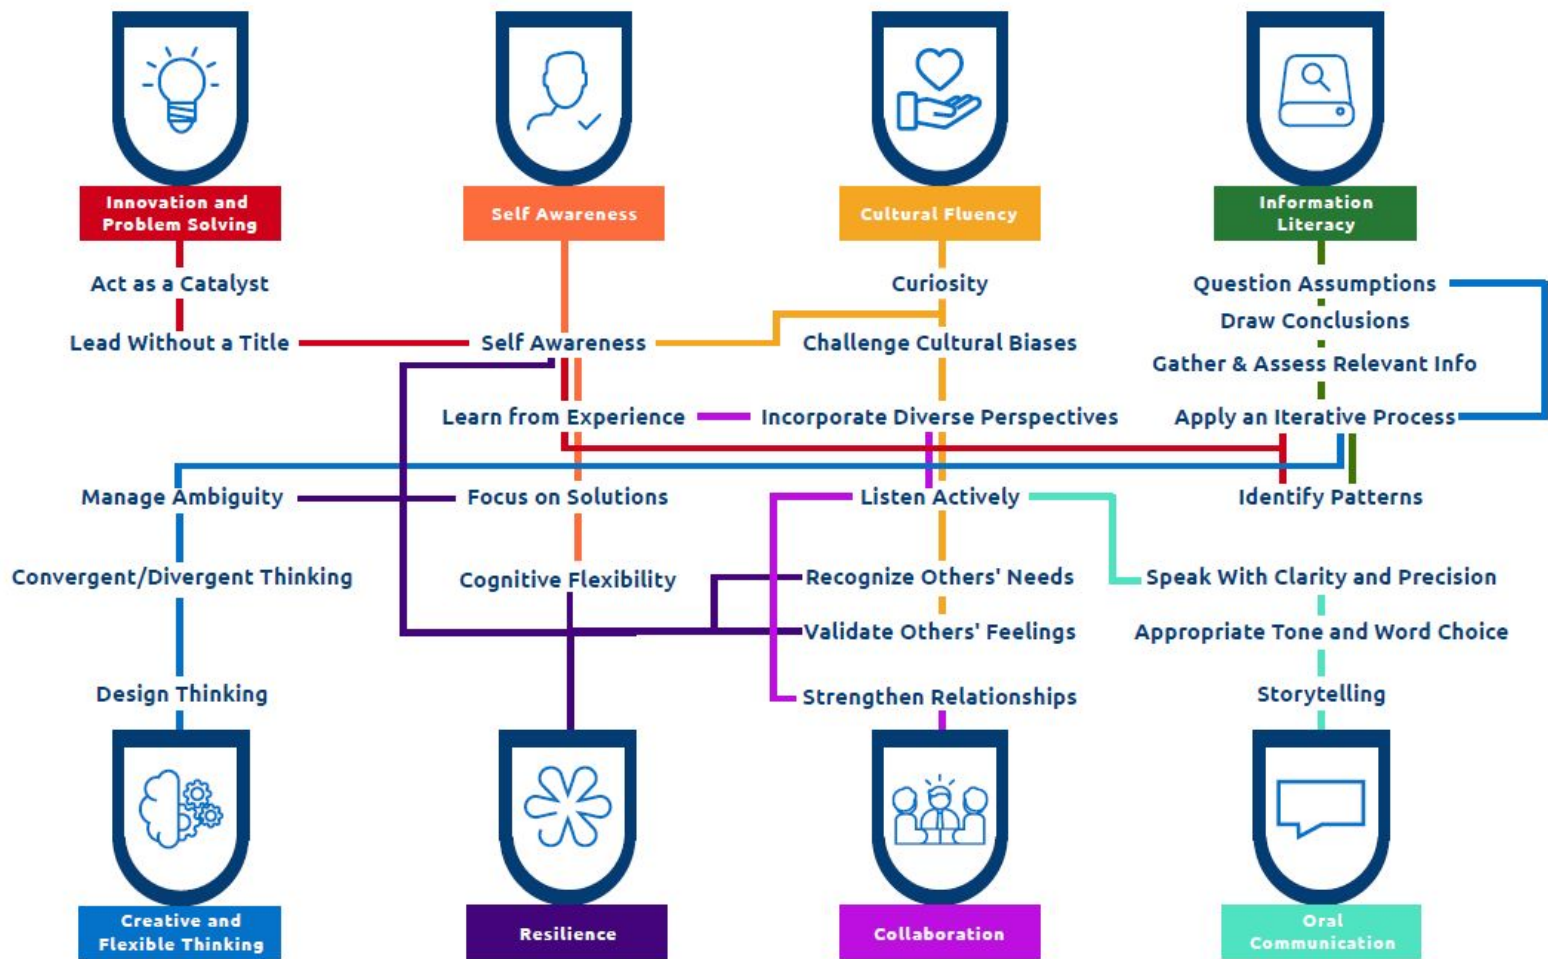 Innovation and
Problem Solving
Self Awareness
Cultural Fluency
Information
Literacy
Act as a Catalyst
Curiosity
Question Assumptions
Draw Conclusions
Lead Without a Title
Self Awareness
Challenge Cultural Biases
Gather & Assess Relevant Info
Learn from Experience
Incorporate Diverse Perspectives
Apply an Iterative Process
Manage Ambiguity
Focus on Solutions
Listen Actively
Identify Patterns
Convergent/Divergent Thinking
Cognitive Flexibility
Recognize Others' Needs
Speak With Clarity and Precision
Validate Others' Feelings
Appropriate Tone and Word Choice
Design Thinking
Strengthen Relationships
Storytelling
Creative and
Flexible Thinking
Resilience
Collaboration
Oral
Communication